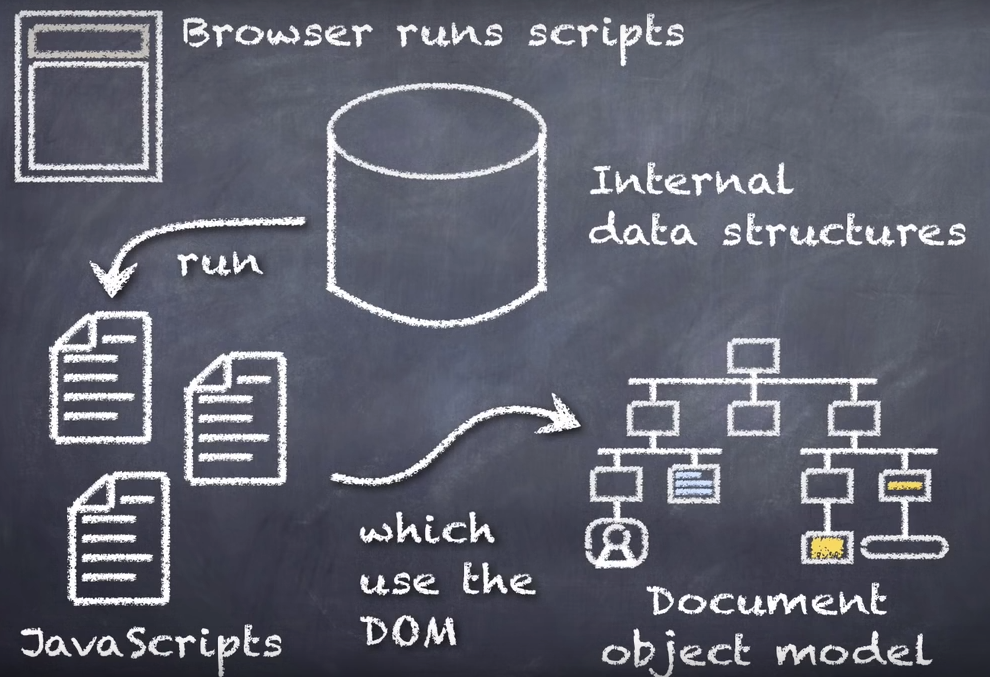 Browser runs scripts
Internal
data structures
run
which
use the
DOM
JavaScripts
Document
object model